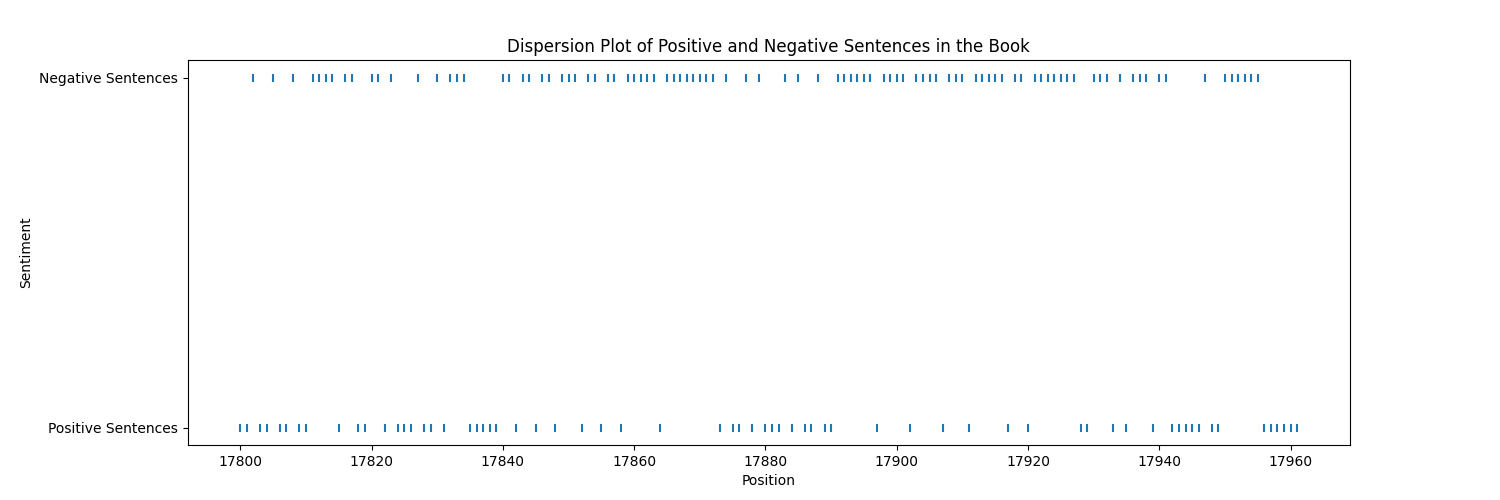 Dispersion Plot of Positive and Negative Sentences in the Book
Negative Sentences
Sentiment
Positive Sentences
17800 17820 17840 17860 17880 17900 17920 17940 17960
Position